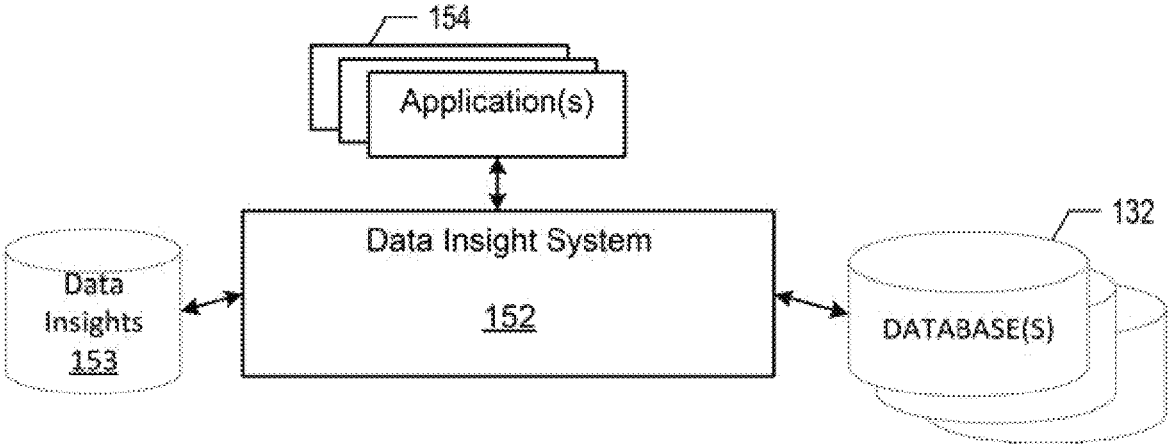 154
Application(s)
132
Data Insight System
152
Data
Insights
153
DATABASE(S)